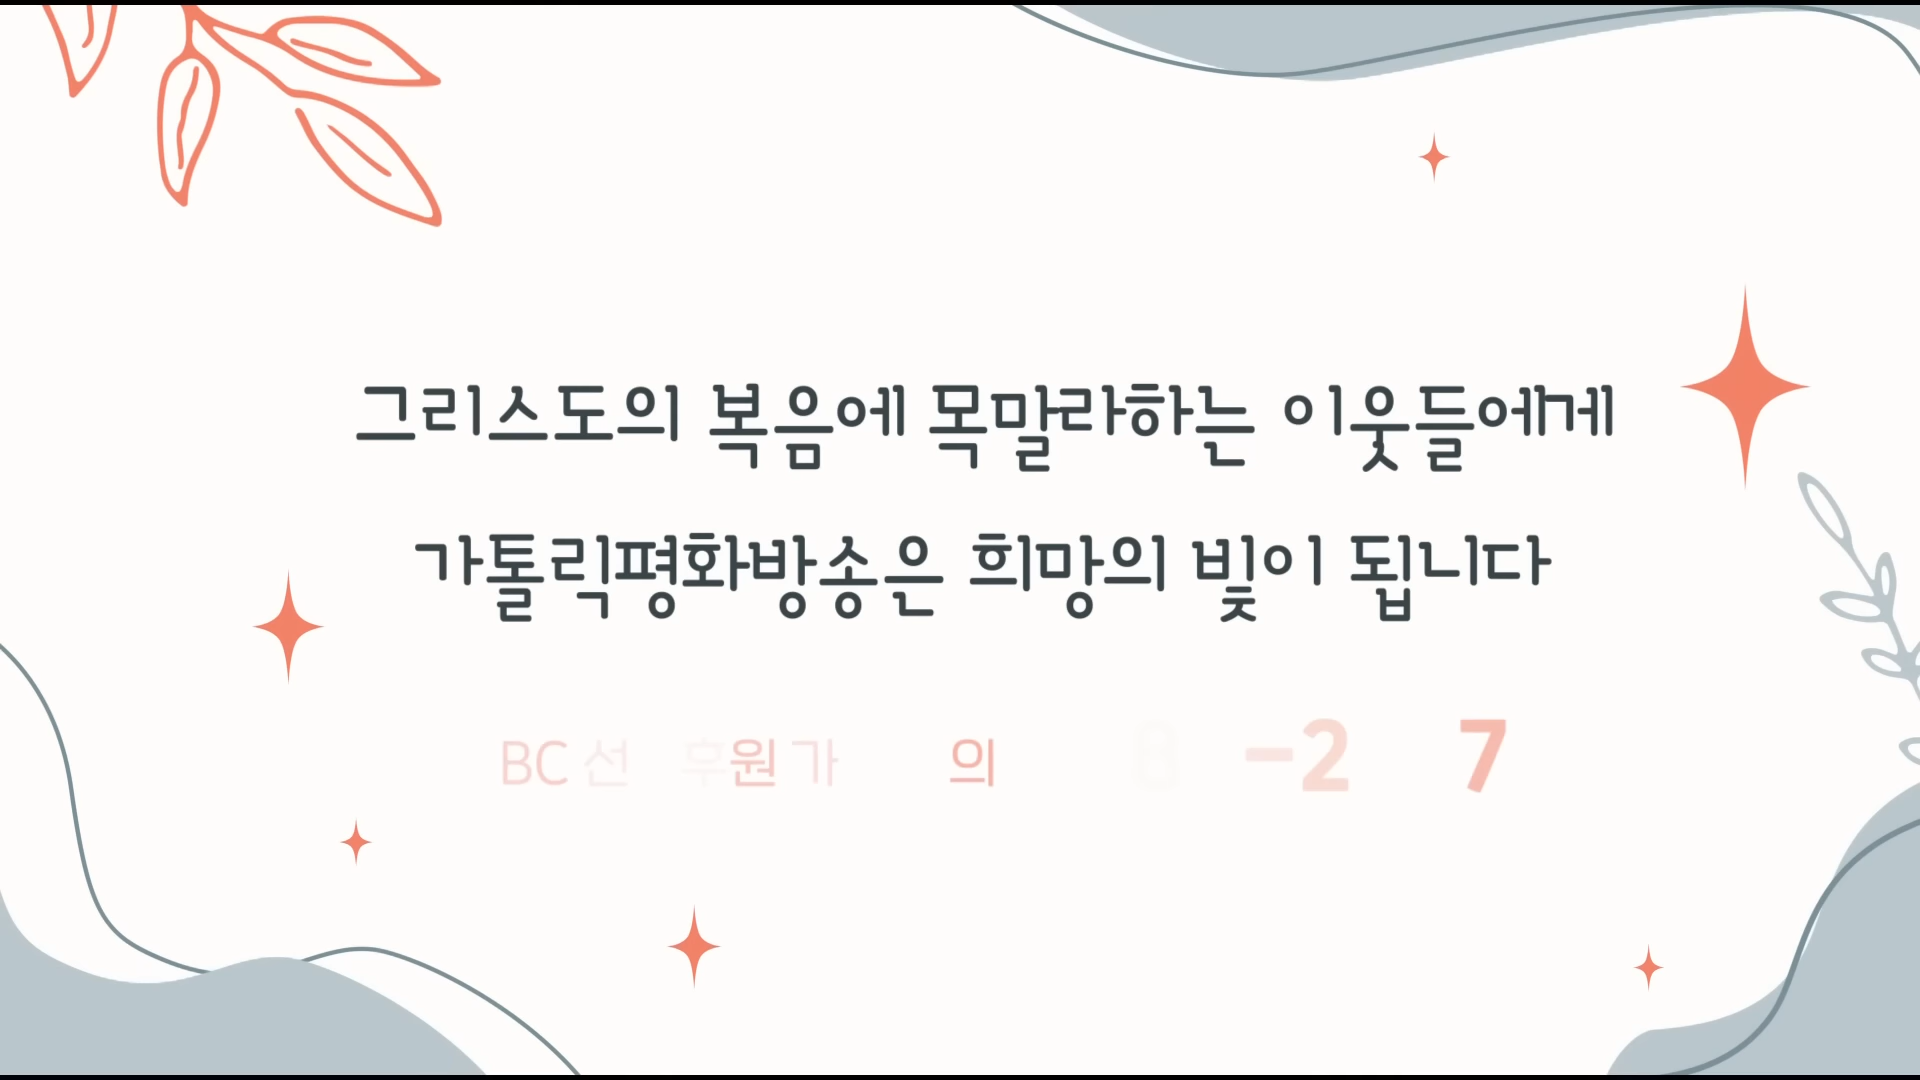 그리스도의 복음에 목말라하는 이웃들에게
가톨릭평화방송은 희망의 빛이 됩니다
BC 선 후원 가 의 8 -2 7